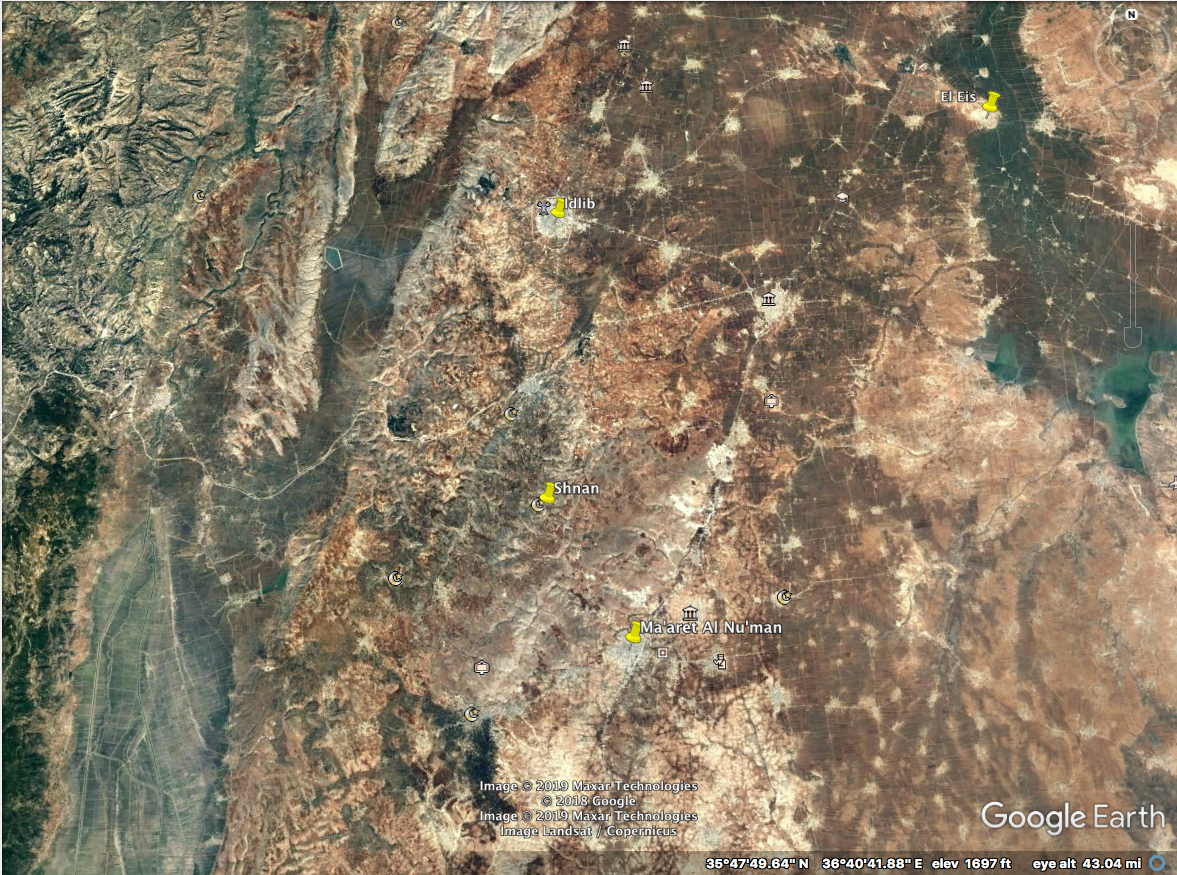 N
El Eis
Idlib
Shnan
Ma'aret Al Nu'man
Image © 2019 Maxar Technologies
© 2018 Google
Image © 2019 Maxar Technologies
Image Landsat / Copernicus
Google Earth
35°47'49.64" N 36°40'41.88" E elev 1697 ft eye alt 43.04 mi